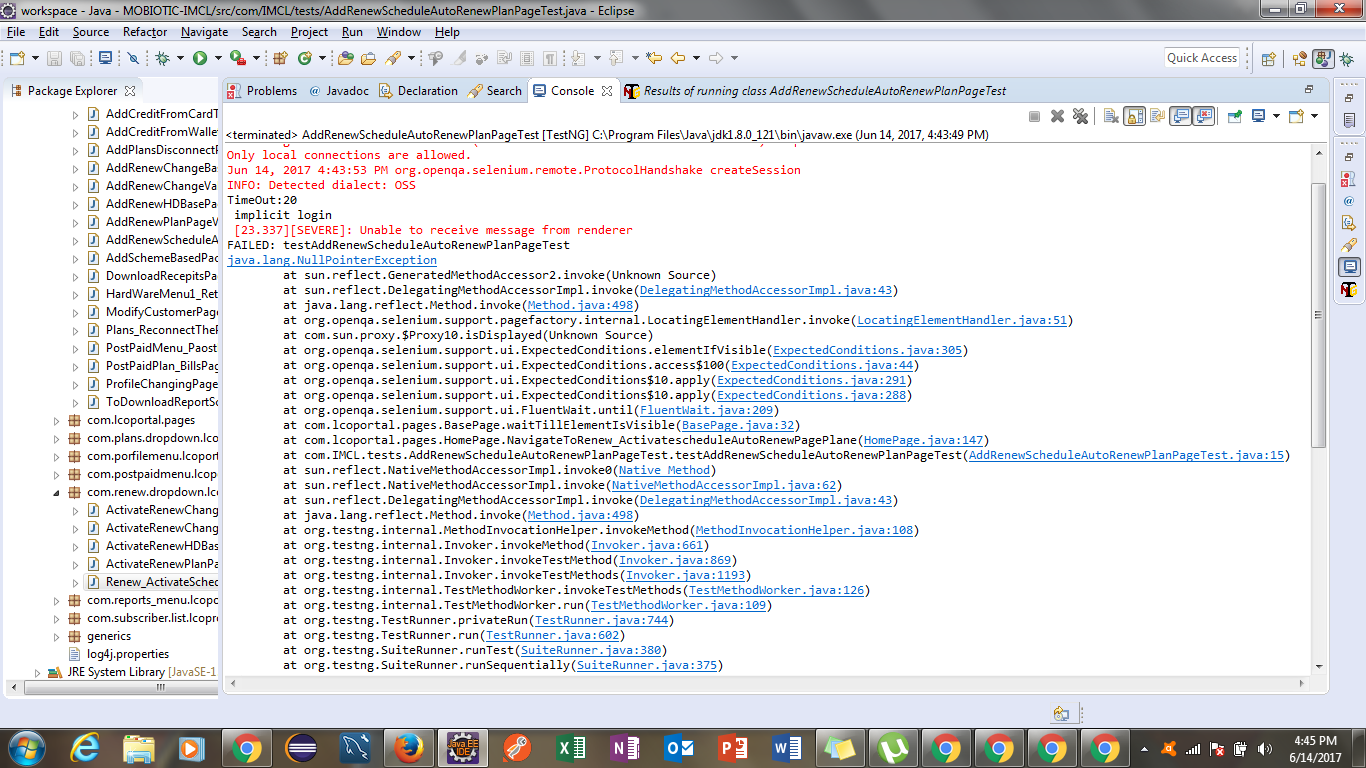 workspace - Java - MOBIOTIC-IMCL/src/com/IMCL/tests/AddRenewScheduleAutoRenewPlanPageTest.java - Eclipse
File Edit Source Refactor Navigate Search Project Run Window Help
Quick Access
Package Explorer
AddCreditFromCardT
AddCreditFromWalle
AddPlansDisconnectF
AddRenewChangeBa
AddRenewChangeVa
AddRenewHDBasePa
AddRenewPlanPageV
AddRenewScheduleA
AddSchemeBasedPac
DownloadRecepitsPa
HardWareMenu1_Ret
ModifyCustomerPage
Plans_ReconnectTheP
PostPaidMenu_Paost
PostPaidPlan_BillsPag
ProfileChangingPage
ToDownloadReportSc
com.lcoportal.pages
com.plans.dropdown.lco
com.porfilemenu.lcoport
com.postpaidmenu.lcop
com.renew.dropdown.lc
ActivateRenewChang
ActivateRenewChang
ActivateRenewHDBas
ActivateRenewPlanPa
Renew_ActivateSched
com.reports_menu.lcopo
com.subscriber.list.lcopr
generics
log4j.properties
JRE System Library [JavaSE-1
Problems Javadoc Declaration Search Console Results of running class AddRenewScheduleAutoRenewPlanPageTest
<terminated> AddRenewScheduleAutoRenewPlanPageTest [TestNG] C:\Program Files\Java\jdk1.8.0_121\bin\javaw.exe (Jun 14, 2017, 4:43:49 PM)
Only local connections are allowed.
Jun 14, 2017 4:43:53 PM org.openqa.selenium.remote.ProtocolHandshake createSession
INFO: Detected dialect: OSS
TimeOut:20
implicit login
[23.337][SEVERE]: Unable to receive message from renderer
FAILED: testAddRenewScheduleAutoRenewPlanPageTest
java.lang.NullPointerException
at sun.reflect.GeneratedMethodAccessor2.invoke(Unknown Source)
at sun.reflect.DelegatingMethodAccessorImpl.invoke(DelegatingMethodAccessorImpl.java:43)
at java.lang.reflect.Method.invoke(Method.java:498)
at org.openqa.selenium.support.pagefactory.internal.LocatingElementHandler.invoke(LocatingElementHandler.java:51)
at com.sun.proxy.$Proxy10.isDisplayed(Unknown Source)
at org.openqa.selenium.support.ui.ExpectedConditions.elementIfVisible(ExpectedConditions.java:305)
at org.openqa.selenium.support.ui.ExpectedConditions.access$100(ExpectedConditions.java:44)
at org.openqa.selenium.support.ui.ExpectedConditions$10.apply(ExpectedConditions.java:291)
at org.openqa.selenium.support.ui.ExpectedConditions$10.apply(ExpectedConditions.java:288)
at org.openqa.selenium.support.ui.FluentWait.until(FluentWait.java:209)
at com.lcoportal.pages.BasePage.waitTillElementIsVisible(BasePage.java:32)
at com.lcoportal.pages.HomePage.NavigateToRenew_ActivatescheduleAutoRenewPagePlane(HomePage.java:147)
at com.IMCL.tests.AddRenewScheduleAutoRenewPlanPageTest.testAddRenewScheduleAutoRenewPlanPageTest(AddRenewScheduleAutoRenewPlanPageTest.java:15)
at sun.reflect.NativeMethodAccessorImpl.invoke0(Native Method)
at sun.reflect.NativeMethodAccessorImpl.invoke(NativeMethodAccessorImpl.java:62)
at sun.reflect.DelegatingMethodAccessorImpl.invoke(DelegatingMethodAccessorImpl.java:43)
at java.lang.reflect.Method.invoke(Method.java:498)
at org.testng.internal.MethodInvocationHelper.invokeMethod(MethodInvocationHelper.java:108)
at org.testng.internal.Invoker.invokeMethod(Invoker.java:661)
at org.testng.internal.Invoker.invokeTestMethod(Invoker.java:869)
at org.testng.internal.Invoker.invokeTestMethods(Invoker.java:1193)
at org.testng.internal.TestMethodWorker.invokeTestMethods(TestMethodWorker.java:126)
at org.testng.internal.TestMethodWorker.run(TestMethodWorker.java:109)
at org.testng.TestRunner.privateRun(TestRunner.java:744)
at org.testng.TestRunner.run(TestRunner.java:602)
at org.testng.SuiteRunner.runTest(SuiteRunner.java:380)
at org.testng.SuiteRunner.runSequentially(SuiteRunner.java:375)
Java EE
IDE
4:45 PM
6/14/2017